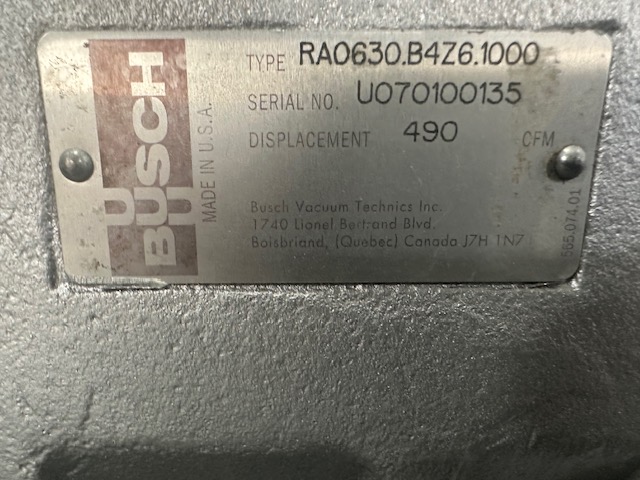 TYPE RA0630.B4Z6.1000
SERIAL NO. U070100135
DISPLACEMENT 490 CFM
Busch Vacuum Technics Inc.
1740 Lionel Bertrand Blvd.
Boisbriand, (Quebec) Canada J7H 1N7
BUSCH
MADE IN U.S.A.
565.074.01